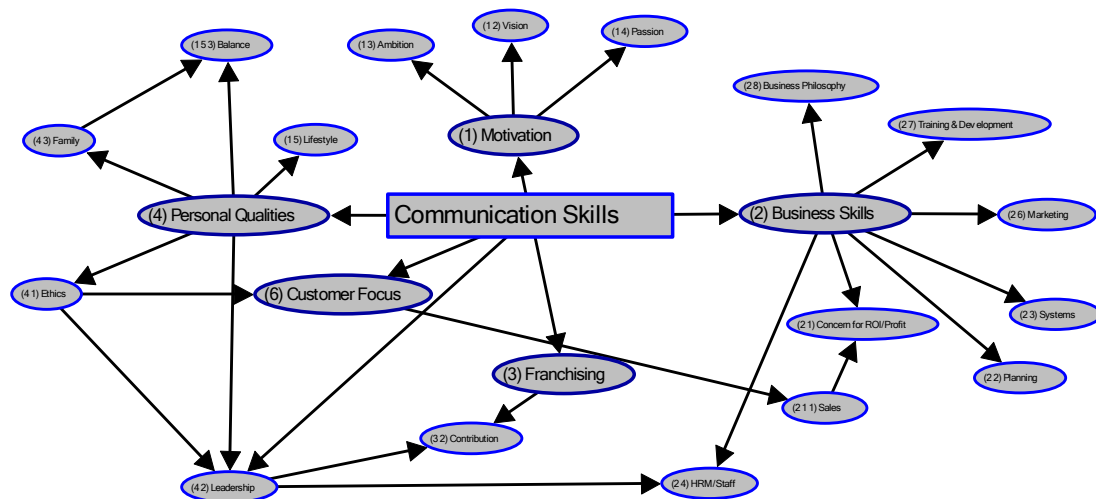 (12) Vision
(14) Passion
(153) Balance
(13) Ambition
(28) Business Philosophy
(27) Training & Development
(1) Motivation
(43) Family
(15) Lifestyle
(4) Personal Qualities
Communication Skills
(2) Business Skills
(26) Marketing
(41) Ethics
(6) Customer Focus
(23) Systems
(21) Concern for ROI/Profit
(3) Franchising
(22) Planning
(211) Sales
(32) Contribution
(42) Leadership
(24) HRM/Staff